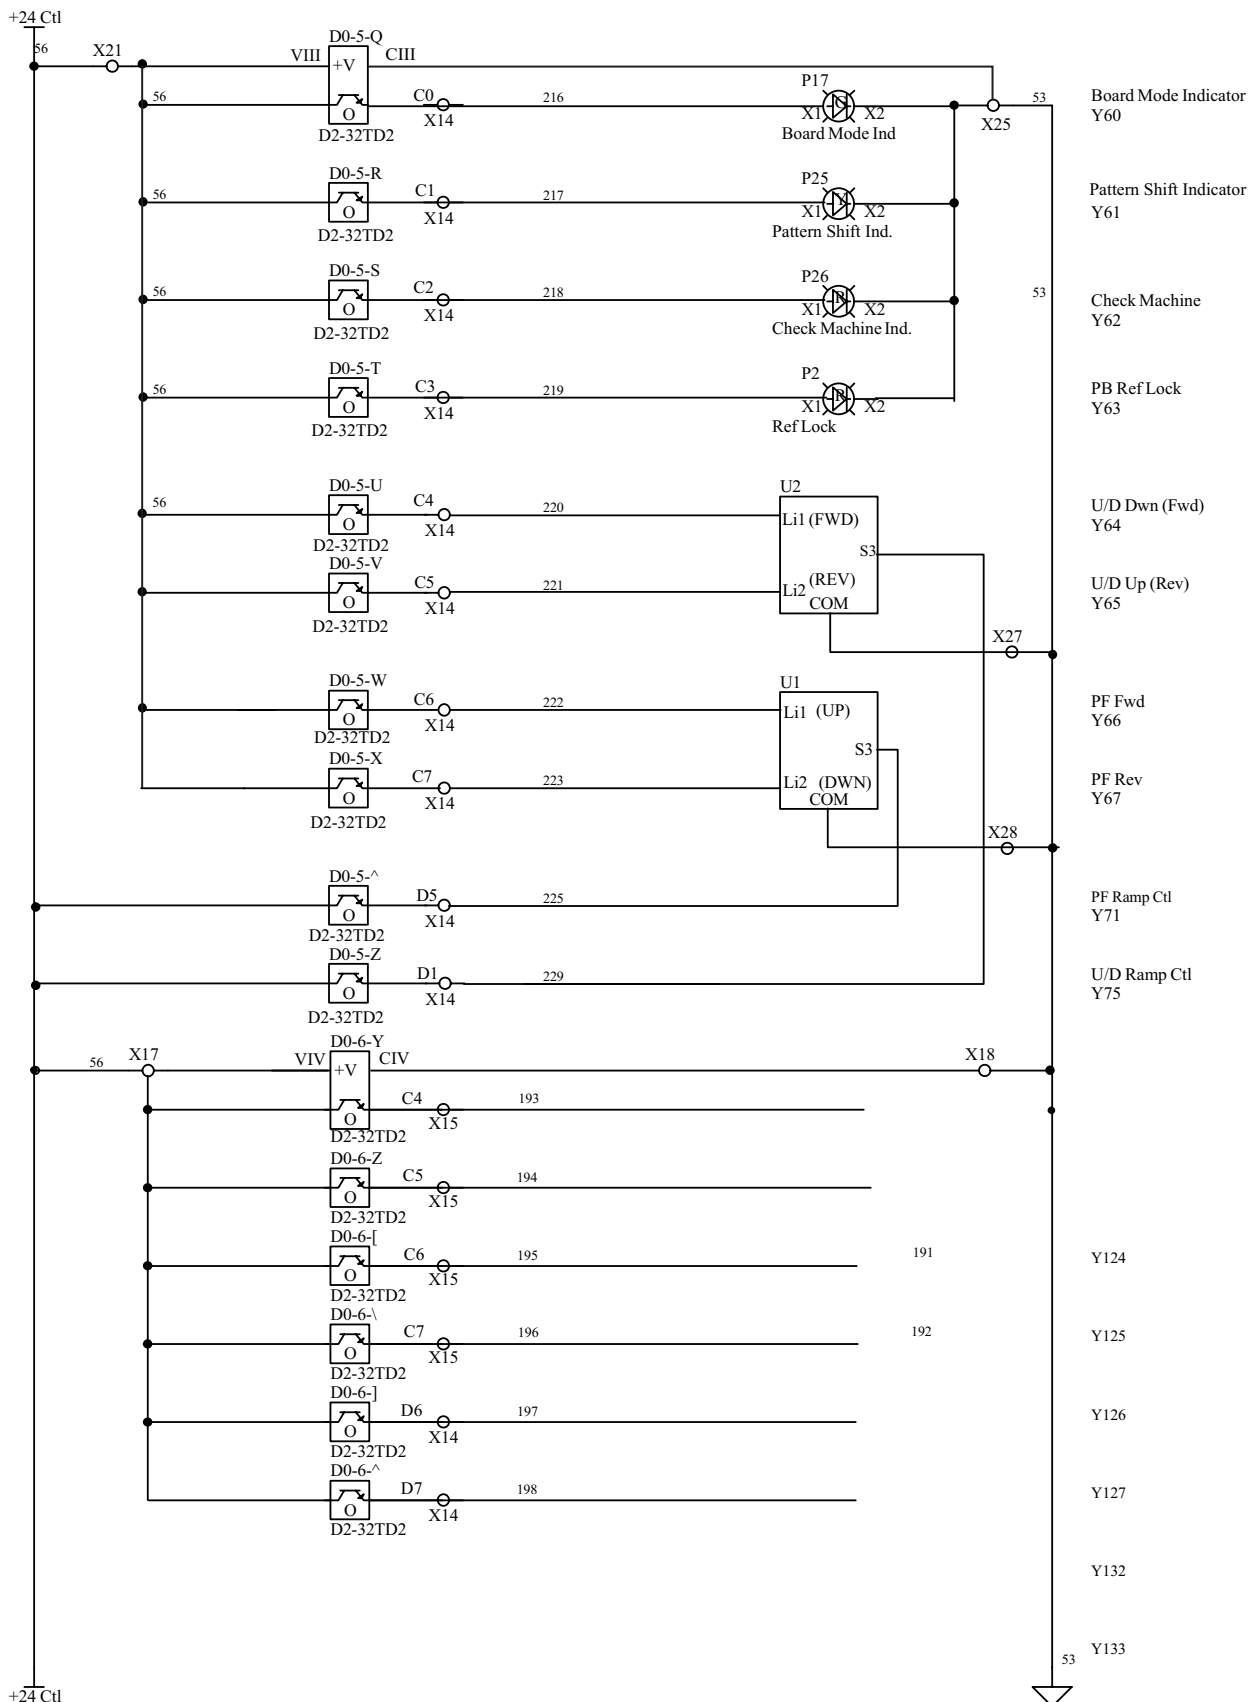 +24 Ctl
56 X21 VIII D0-5-Q CIII
+V
56 O C0 X14 216 P17 X1 G X2 X25 53 Board Mode Indicator
D2-32TD2 Board Mode Ind Y60
D0-5-R P25 Pattern Shift Indicator
56 O C1 X14 217 X1 Y X2 Y61
D2-32TD2 Pattern Shift Ind.
D0-5-S P26
56 O C2 X14 218 X1 R X2 53 Check Machine
D2-32TD2 Check Machine Ind. Y62
D0-5-T P2
56 O C3 X14 219 X1 R X2 PB Ref Lock
D2-32TD2 Ref Lock Y63
D0-5-U U2
56 O C4 X14 220 Li1 (FWD) U/D Dwn (Fwd)
D2-32TD2 S3 Y64
D0-5-V
O C5 X14 221 Li2 (REV) U/D Up (Rev)
D2-32TD2 COM Y65
X27
D0-5-W U1
O C6 X14 222 Li1 (UP) PF Fwd
D2-32TD2 S3 Y66
D0-5-X
O C7 X14 223 Li2 (DWN) PF Rev
D2-32TD2 COM Y67
X28
D0-5-^
O D5 X14 225 PF Ramp Ctl
D2-32TD2 Y71
D0-5-Z
O D1 X14 229 U/D Ramp Ctl
D2-32TD2 Y75
D0-6-Y
56 X17 VIV +V CIV X18
O C4 X15 193
D2-32TD2
D0-6-Z
O C5 X15 194
D2-32TD2
D0-6-[
O C6 X15 195 191 Y124
D2-32TD2
D0-6-\
O C7 X15 196 192 Y125
D2-32TD2
D0-6-]
O D6 X14 197 Y126
D2-32TD2
D0-6-^
O D7 X14 198 Y127
D2-32TD2
Y132
53 Y133
+24 Ctl